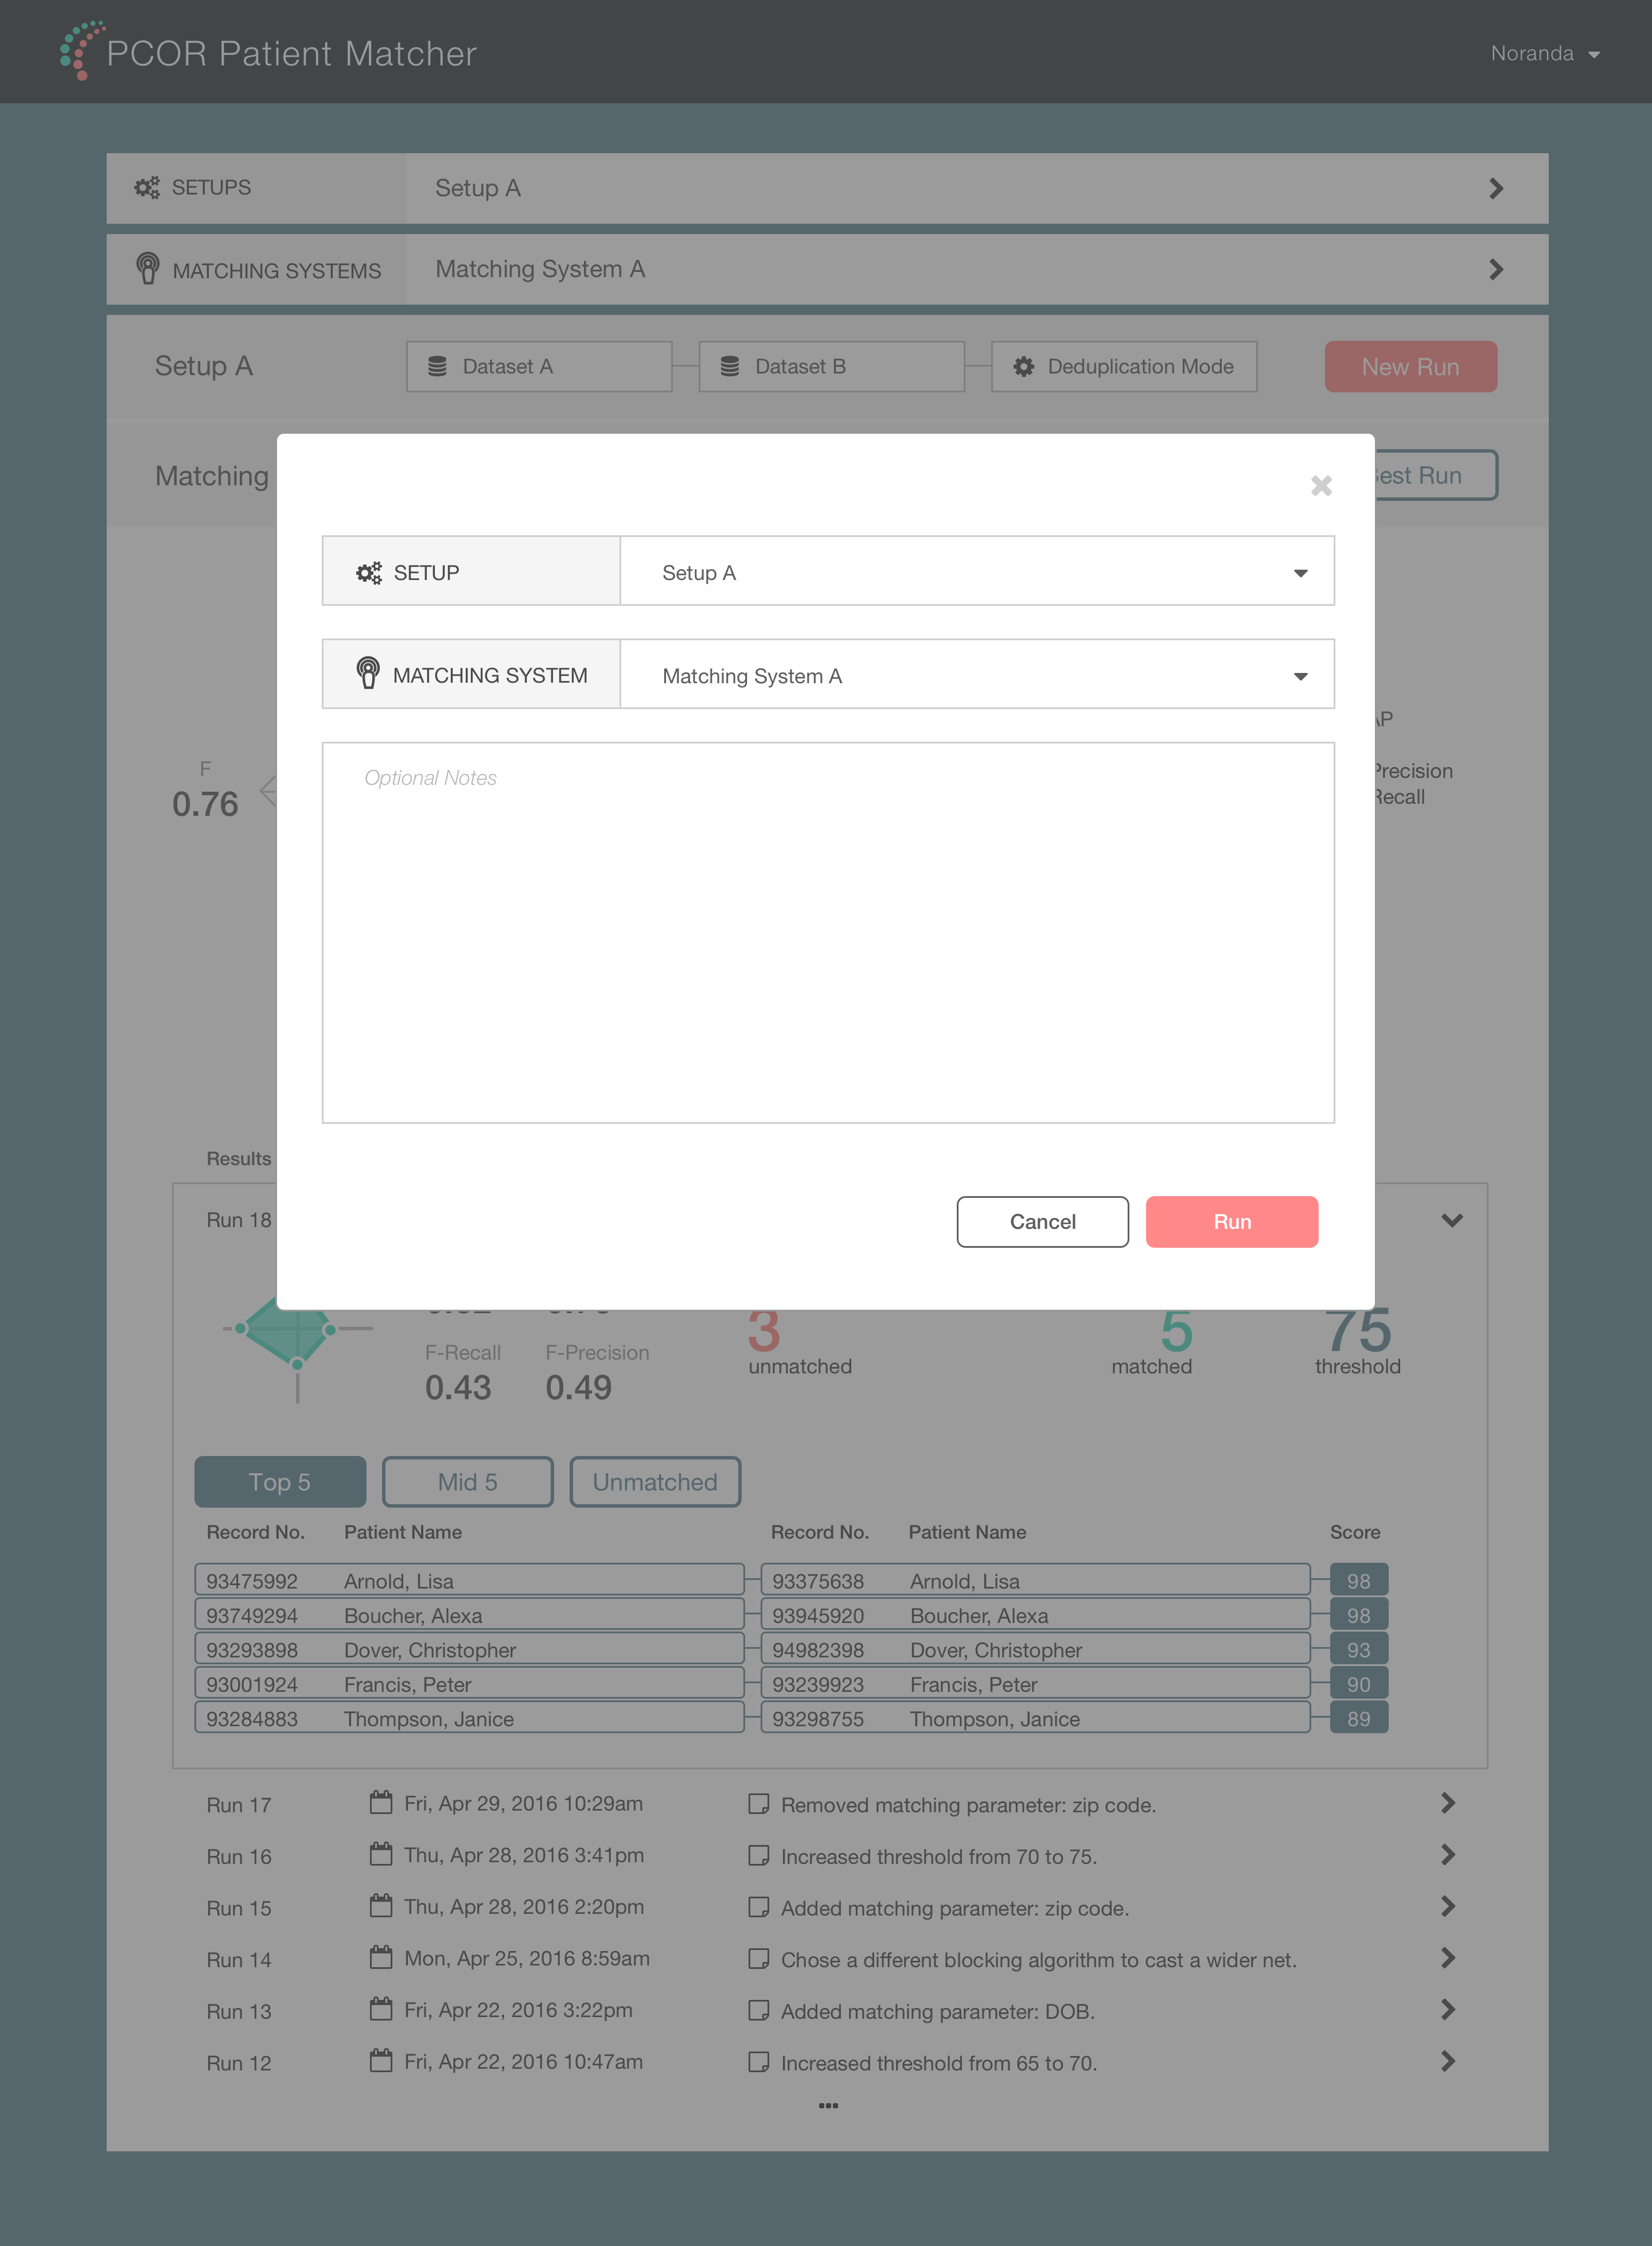 PCOR Patient Matcher
Noranda
SETUPS Setup A
MATCHING SYSTEMS Matching System A
Setup A Dataset A Dataset B Deduplication Mode New Run
Matching Run
SETUP Setup A
MATCHING SYSTEM Matching System A
Optional Notes
F
0.76
Precision
Recall
Results
Run 18
Cancel Run
3 5 75
unmatched matched threshold
F-Recall F-Precision
0.43 0.49
Top 5 Mid 5 Unmatched
Record No. Patient Name Record No. Patient Name Score
93475992 Arnold, Lisa 93375638 Arnold, Lisa 98
93749294 Boucher, Alexa 93945920 Boucher, Alexa 98
93293898 Dover, Christopher 94982398 Dover, Christopher 93
93001924 Francis, Peter 93239923 Francis, Peter 90
93284883 Thompson, Janice 93298755 Thompson, Janice 89
Run 17 Fri, Apr 29, 2016 10:29am Removed matching parameter: zip code.
Run 16 Thu, Apr 28, 2016 3:41pm Increased threshold from 70 to 75.
Run 15 Thu, Apr 28, 2016 2:20pm Added matching parameter: zip code.
Run 14 Mon, Apr 25, 2016 8:59am Chose a different blocking algorithm to cast a wider net.
Run 13 Fri, Apr 22, 2016 3:22pm Added matching parameter: DOB.
Run 12 Fri, Apr 22, 2016 10:47am Increased threshold from 65 to 70.
...